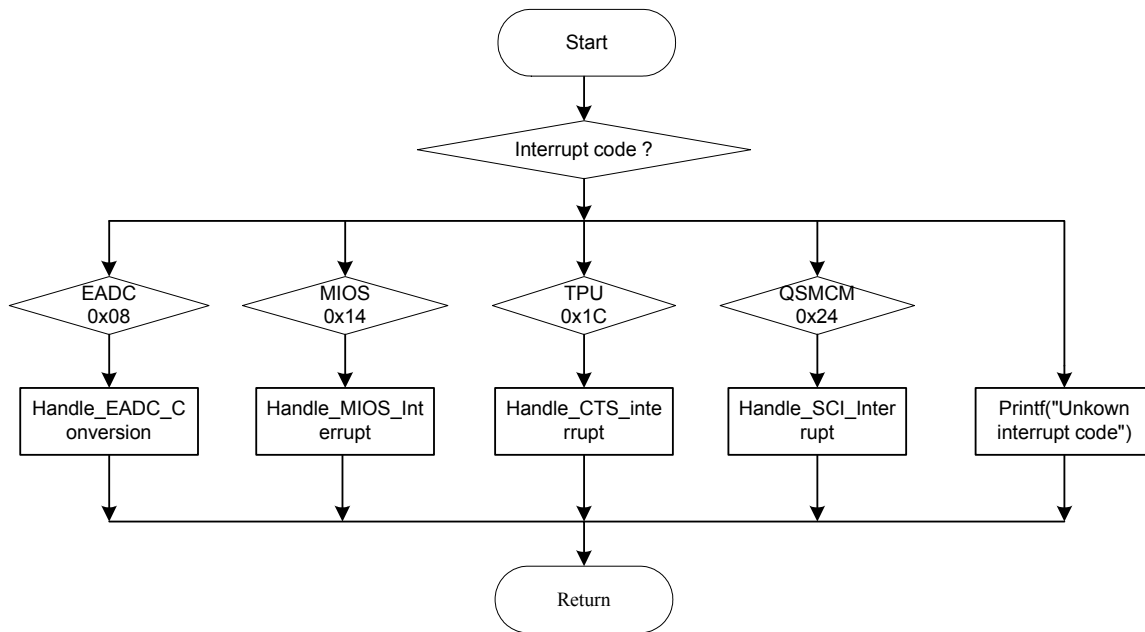 Start
Interrupt code ?
EADC
0x08
MIOS
0x14
TPU
0x1C
QSMCM
0x24
Handle_EADC_C
onversion
Handle_MIOS_Int
errupt
Handle_CTS_inte
rrupt
Handle_SCI_Inter
rupt
Printf("Unkown
interrupt code")
Return